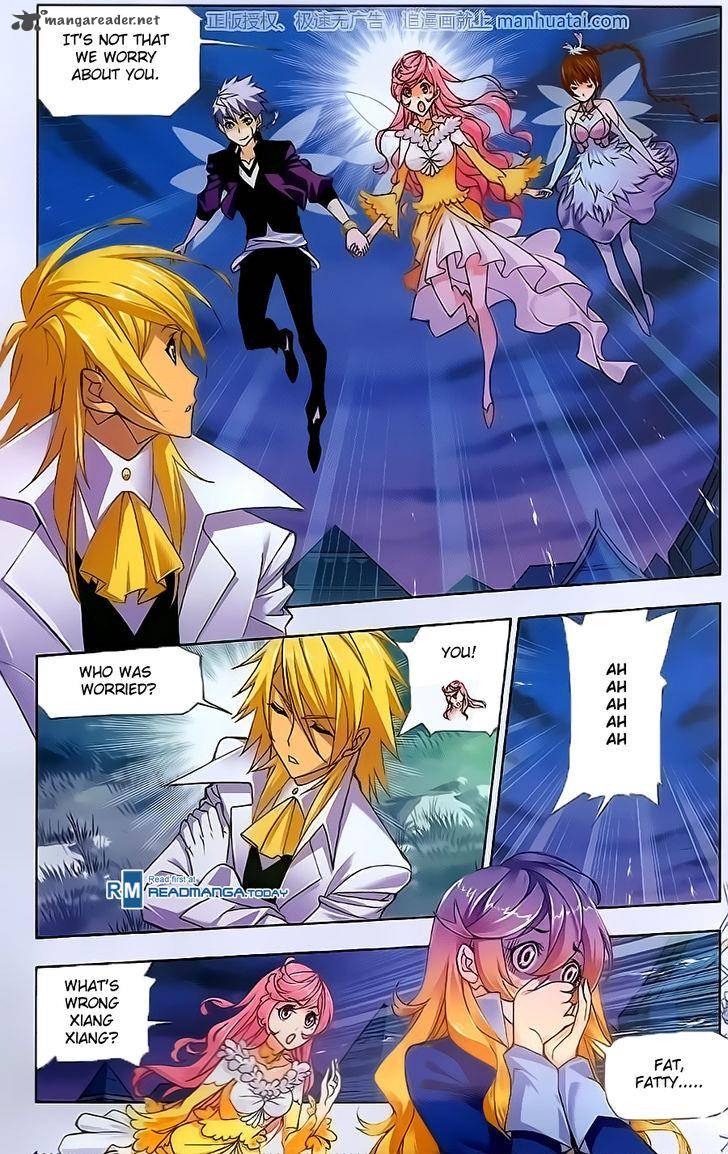 mangareader.net
正版授权、极速无广告 追漫画就上 manhuatai.com
IT'S NOT THAT
WE WORRY
ABOUT YOU.
WHO WAS
WORRIED?
YOU!
AH
AH
AH
AH
AH
RM Read first at
READMANGA.TODAY
WHAT'S
WRONG
XIANG
XIANG?
FAT,
FATTY.....